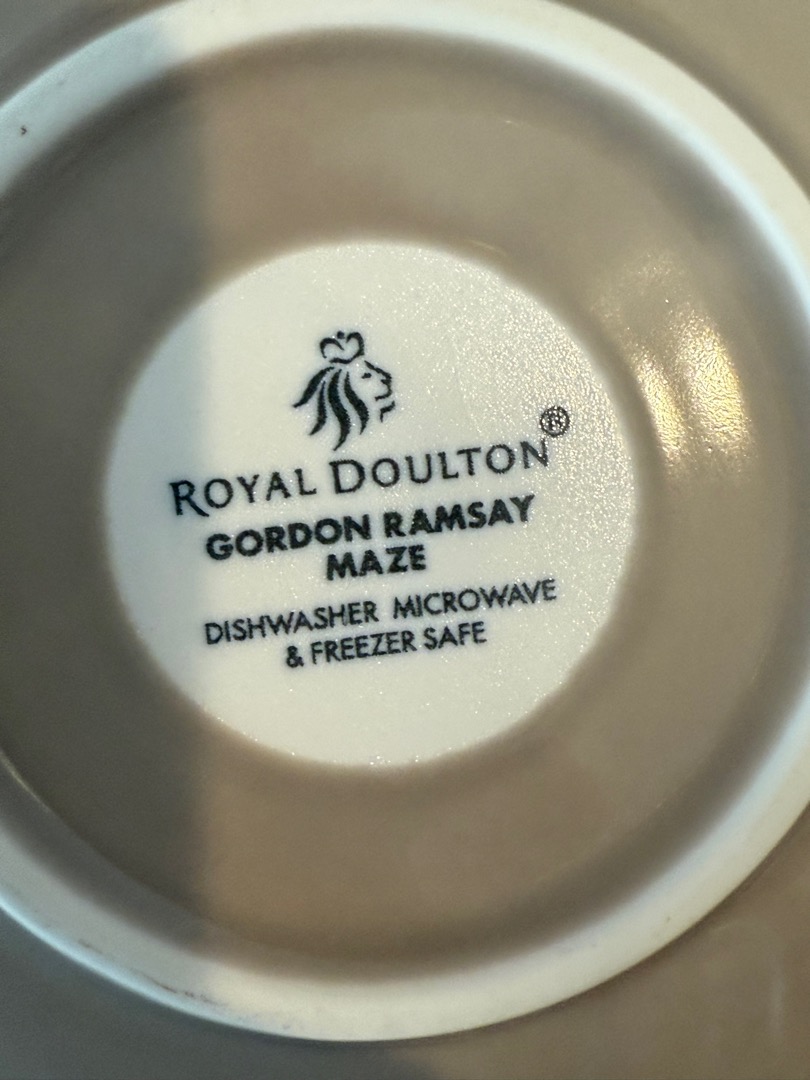 ROYAL DOULTON®
GORDON RAMSAY
MAZE
DISHWASHER MICROWAVE
& FREEZER SAFE